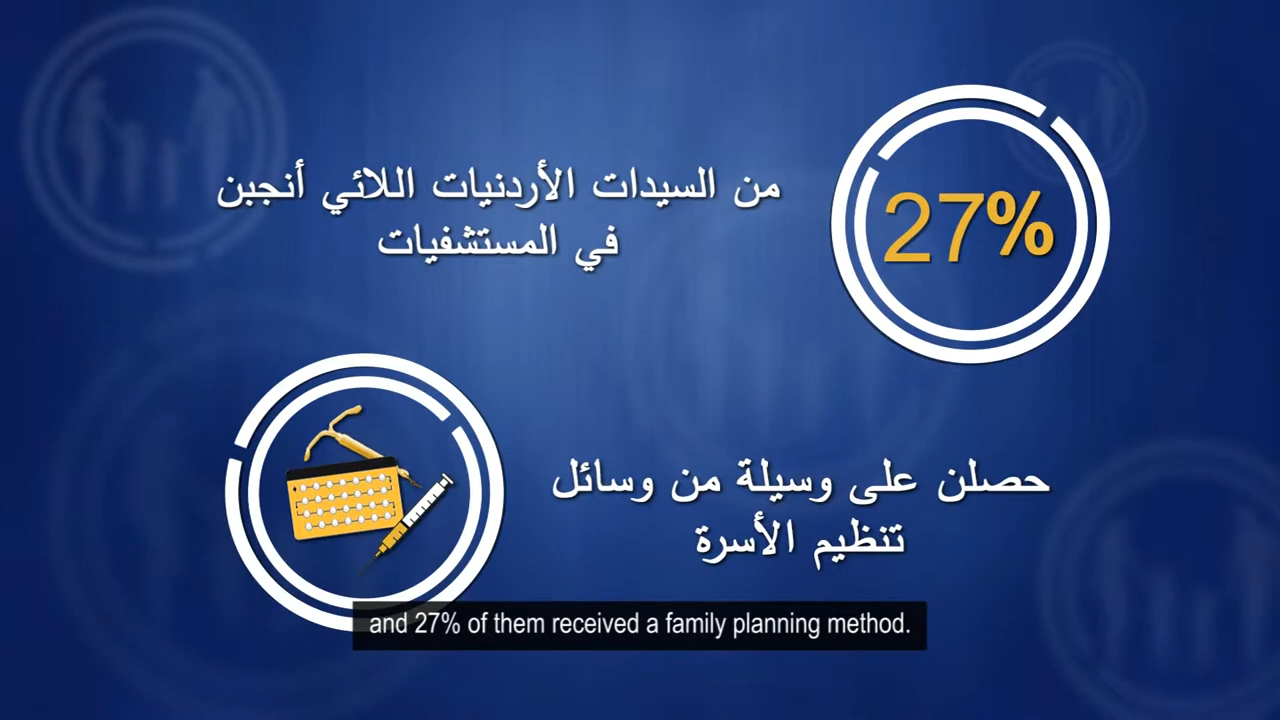 27%
من السيدات الأردنيات اللائي أنجبن
في المستشفيات
حصلن على وسيلة من وسائل
تنظيم الأسرة
and 27% of them received a family planning method.